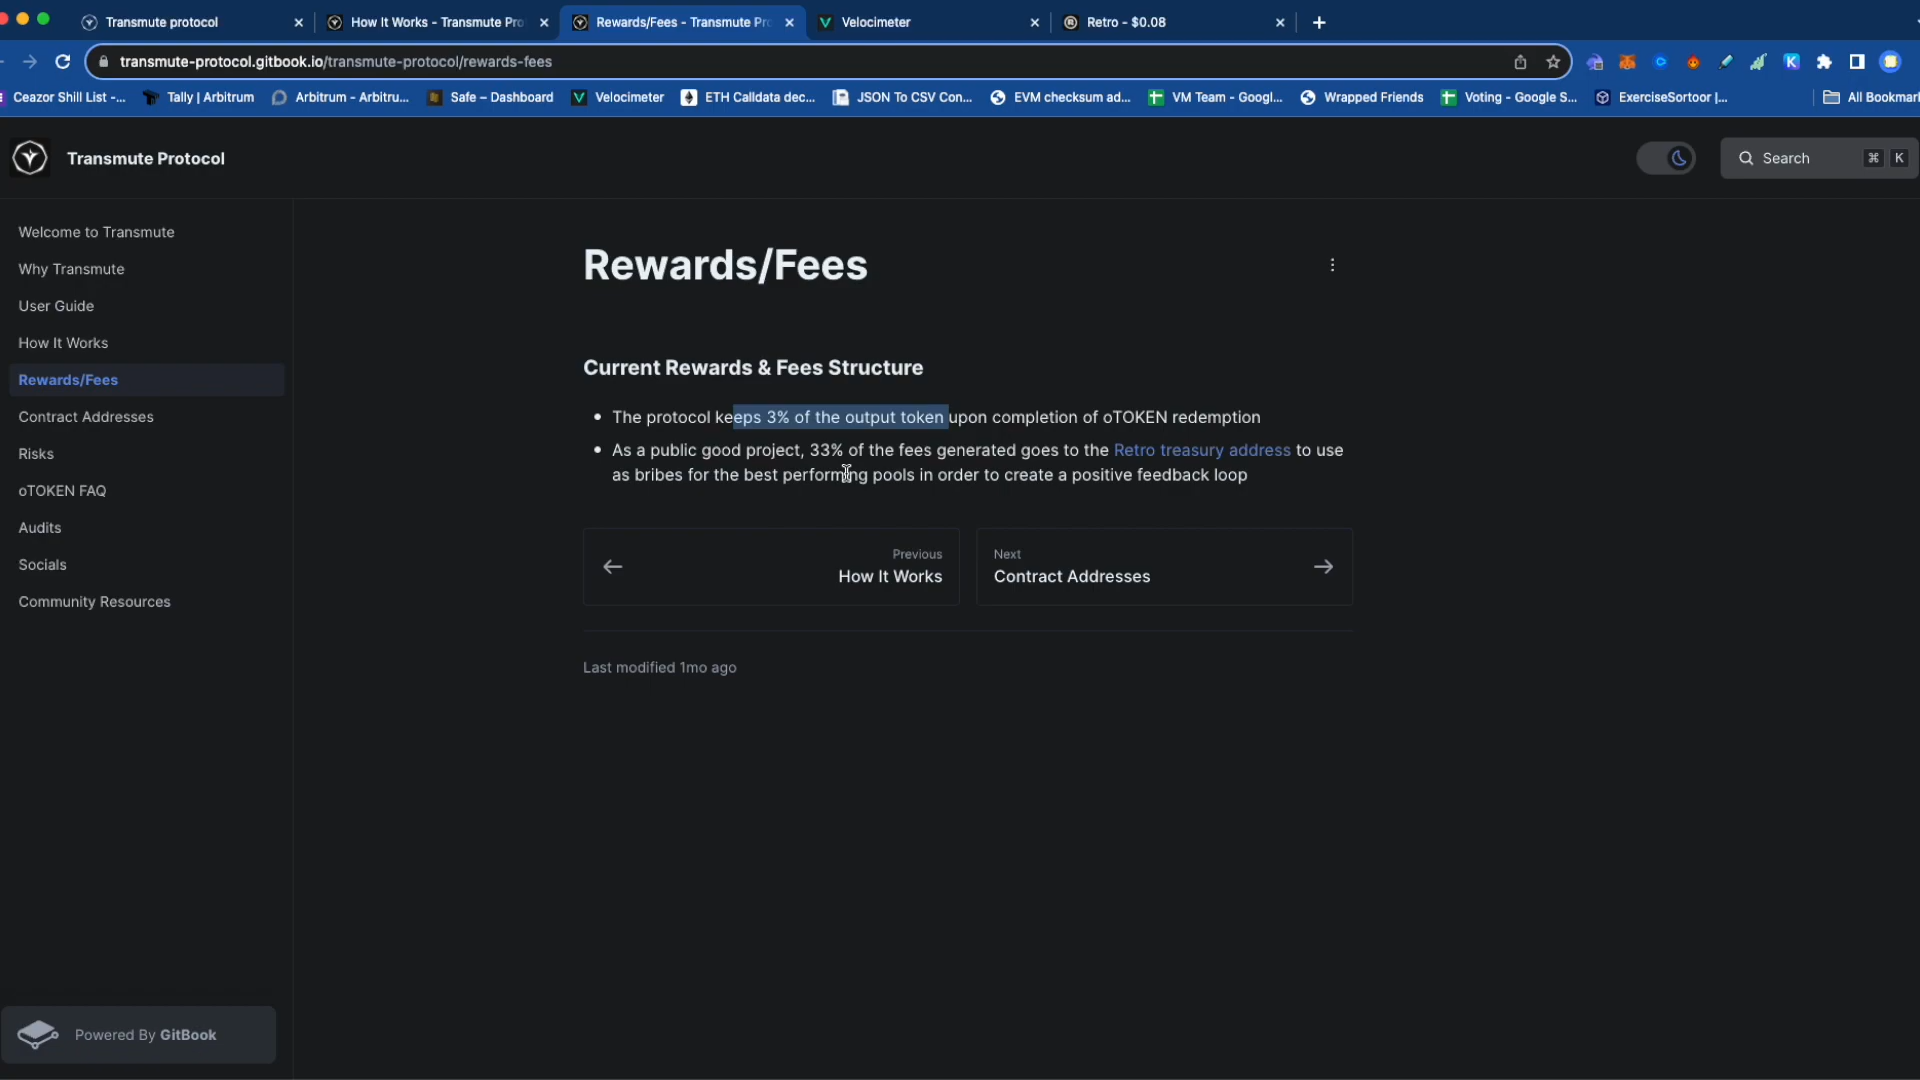 Transmute protocol
How It Works - Transmute Pro
Rewards/Fees - Transmute Pro
Velocimeter
Retro - $0.08
transmute-protocol.gitbook.io/transmute-protocol/rewards-fees
Ceazor Shill List -...
Tally | Arbitrum
Arbitrum - Arbitru...
Safe – Dashboard
Velocimeter
ETH Calldata dec...
JSON To CSV Con...
EVM checksum ad...
VM Team - Googl...
Wrapped Friends
Voting - Google S...
ExerciseSortoor |...
All Bookmar
Transmute Protocol
Search
⌘ K
Welcome to Transmute
Why Transmute
User Guide
How It Works
Rewards/Fees
Contract Addresses
Risks
oTOKEN FAQ
Audits
Socials
Community Resources
Powered By GitBook
Rewards/Fees
Current Rewards & Fees Structure
• The protocol keeps 3% of the output token upon completion of oTOKEN redemption
• As a public good project, 33% of the fees generated goes to the Retro treasury address to use
as bribes for the best performing pools in order to create a positive feedback loop
Previous
How It Works
Next
Contract Addresses
Last modified 1mo ago